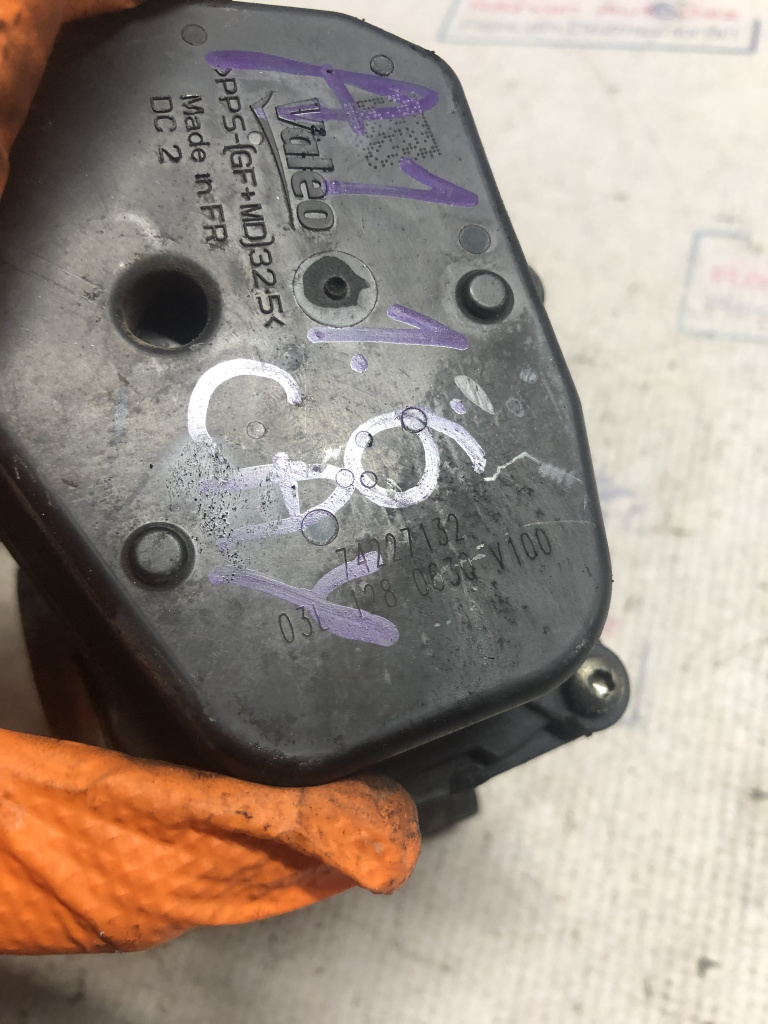 A1
Valeo
>PPS-(GF+MD)32.5<
Made in FR
DC 2
1.6
CAY
74227132
03L 128 V100